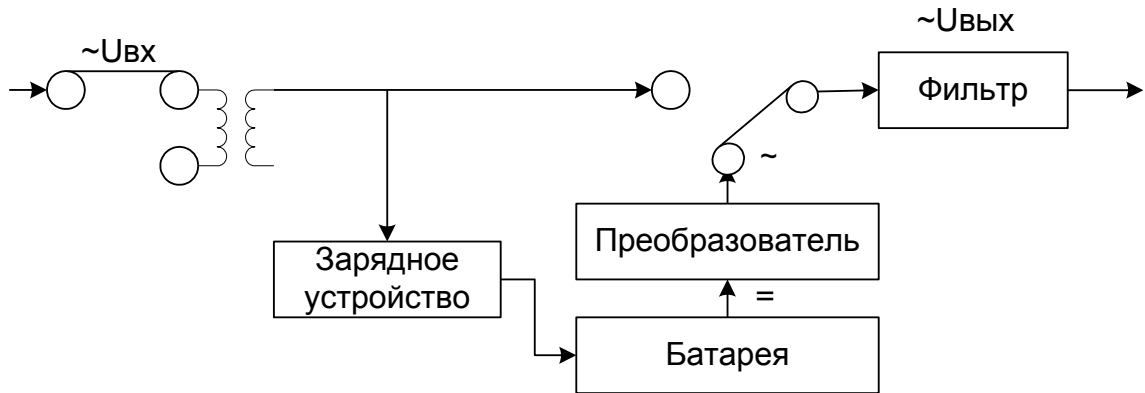 ~Uвых
~Uвх
Фильтр
~
Преобразователь
Зарядное
устройство
=
Батарея